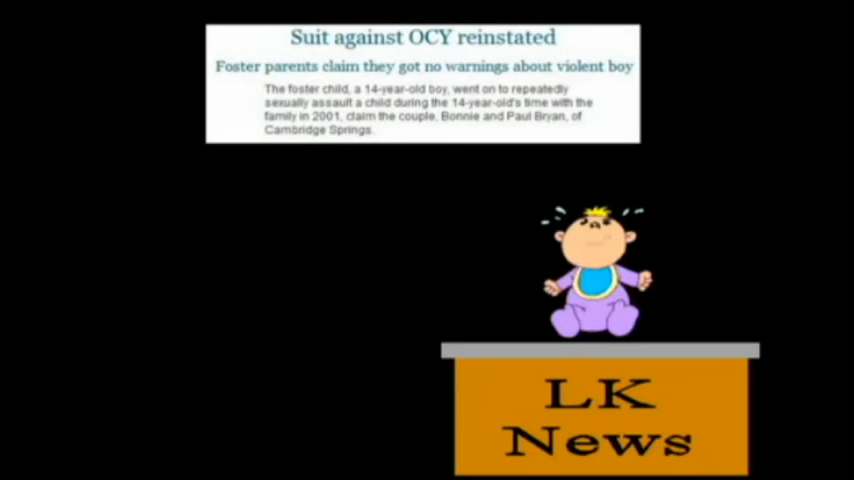 Suit against OCY reinstated
Foster parents claim they got no warnings about violent boy
The foster child, a 14-year-old boy, went on to repeatedly
sexually assault a child during the 14-year-old's time with the
family in 2001, claim the couple, Bonnie and Paul Bryan, of
Cambridge Springs.
LK
News